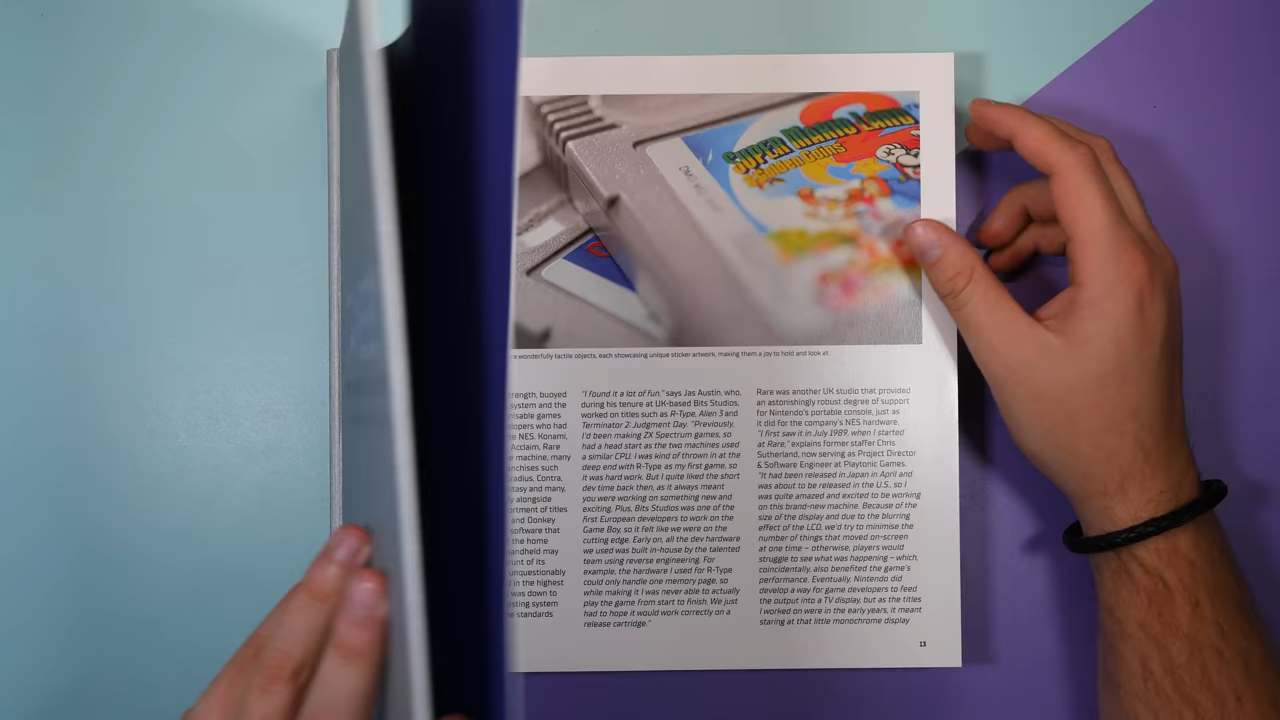 SUPER MARIO LAND
2
6 Golden Coins
DMG
re wonderfully tactile objects, each showcasing unique sticker artwork, making them a joy to hold and look at.
trength, buoyed
system and the
nisable games
elopers who had
he NES. Konami,
Acclaim, Rare
e machine, many
anchises such
radius, Contra,
ntasy and many,
y alongside
ortment of titles
and Donkey
software that
the home
handheld may
unt of its
unquestionably
d in the highest
was down to
asting system
e standards
"I found it a lot of fun," says Jas Austin, who,
during his tenure at UK-based Bits Studios,
worked on titles such as R-Type, Alien 3 and
Terminator 2: Judgment Day. "Previously,
I'd been making ZX Spectrum games, so
had a head start as the two machines used
a similar CPU. I was kind of thrown in at the
deep end with R-Type as my first game, so
it was hard work. But I quite liked the short
dev time back then, as it always meant
you were working on something new and
exciting. Plus, Bits Studios was one of the
first European developers to work on the
Game Boy, so it felt like we were on the
cutting edge. Early on, all the dev hardware
we used was built in-house by the talented
team using reverse engineering. For
example, the hardware I used for R-Type
could only handle one memory page, so
while making it I was never able to actually
play the game from start to finish. We just
had to hope it would work correctly on a
release cartridge."
Rare was another UK studio that provided
an astonishingly robust degree of support
for Nintendo's portable console, just as
it did for the company's NES hardware.
"I first saw it in July 1989, when I started
at Rare," explains former staffer Chris
Sutherland, now serving as Project Director
& Software Engineer at Playtonic Games.
"It had been released in Japan in April and
was about to be released in the U.S., so I
was quite amazed and excited to be working
on this brand-new machine. Because of the
size of the display and due to the blurring
effect of the LCD, we'd try to minimise the
number of things that moved on-screen
at one time – otherwise, players would
struggle to see what was happening – which,
coincidentally, also benefited the game's
performance. Eventually, Nintendo did
develop a way for game developers to feed
the output into a TV display, but as the titles
I worked on were in the early years, it meant
staring at that little monochrome display
13